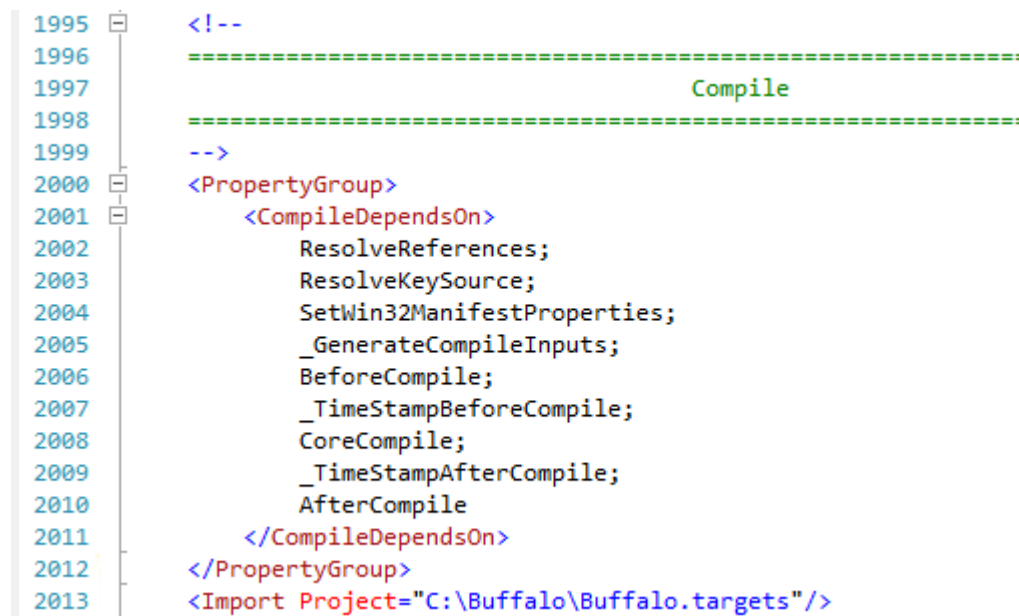 1995 <!--
1996 ===========================================================
1997 Compile
1998 ===========================================================
1999 -->
2000 <PropertyGroup>
2001 <CompileDependsOn>
2002 ResolveReferences;
2003 ResolveKeySource;
2004 SetWin32ManifestProperties;
2005 _GenerateCompileInputs;
2006 BeforeCompile;
2007 _TimeStampBeforeCompile;
2008 CoreCompile;
2009 _TimeStampAfterCompile;
2010 AfterCompile
2011 </CompileDependsOn>
2012 </PropertyGroup>
2013 <Import Project="C:\Buffalo\Buffalo.targets"/>